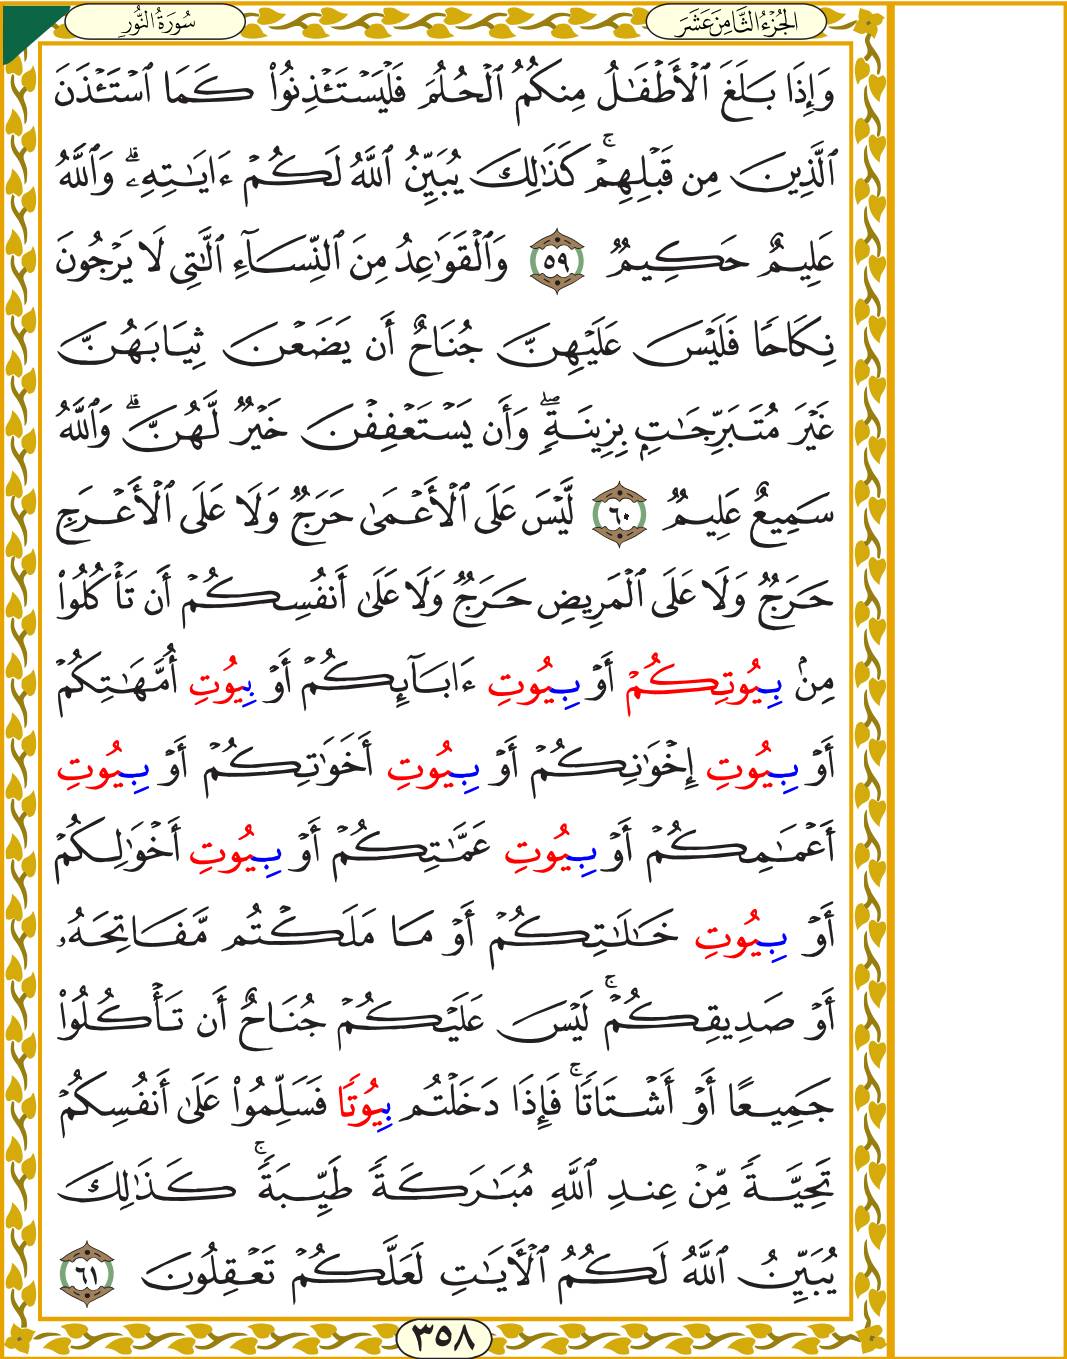 الجُزْءُ الثَّامِنَ عَشَرَ
سُورَةُ النُّورِ
وَإِذَا بَلَغَ ٱلۡأَطۡفَٰلُ مِنكُمُ ٱلۡحُلُمَ فَلۡيَسۡتَـٔۡذِنُواْ كَمَا ٱسۡتَـٔۡذَنَ
ٱلَّذِينَ مِن قَبۡلِهِمۡۚ كَذَٰلِكَ يُبَيِّنُ ٱللَّهُ لَكُمۡ ءَايَٰتِهِۦۗ وَٱللَّهُ
عَلِيمٌ حَكِيمٞ ٥٩ وَٱلۡقَوَٰعِدُ مِنَ ٱلنِّسَآءِ ٱلَّٰتِي لَا يَرۡجُونَ
نِكَاحٗا فَلَيۡسَ عَلَيۡهِنَّ جُنَاحٌ أَن يَضَعۡنَ ثِيَابَهُنَّ
غَيۡرَ مُتَبَرِّجَٰتِۭ بِزِينَةٖۖ وَأَن يَسۡتَعۡفِفۡنَ خَيۡرٞ لَّهُنَّۗ وَٱللَّهُ
سَمِيعٌ عَلِيمٞ ٦٠ لَّيۡسَ عَلَى ٱلۡأَعۡمَىٰ حَرَجٞ وَلَا عَلَى ٱلۡأَعۡرَجِ
حَرَجٞ وَلَا عَلَى ٱلۡمَرِيضِ حَرَجٞ وَلَا عَلَىٰٓ أَنفُسِكُمۡ أَن تَأۡكُلُواْ
مِنۢ بِيُوتِكُمۡ أَوۡ بِيُوتِ ءَابَآئِكُمۡ أَوۡ بِيُوتِ أُمَّهَٰتِكُمۡ
أَوۡ بِيُوتِ إِخۡوَٰنِكُمۡ أَوۡ بِيُوتِ أَخَوَٰتِكُمۡ أَوۡ بِيُوتِ
أَعۡمَٰمِكُمۡ أَوۡ بِيُوتِ عَمَّٰتِكُمۡ أَوۡ بِيُوتِ أَخۡوَٰلِكُمۡ
أَوۡ بِيُوتِ خَٰلَٰتِكُمۡ أَوۡ مَا مَلَكۡتُم مَّفَاتِحَهُۥٓ
أَوۡ صَدِيقِكُمۡۚ لَيۡسَ عَلَيۡكُمۡ جُنَاحٌ أَن تَأۡكُلُواْ
جَمِيعًا أَوۡ أَشۡتَاتٗاۚ فَإِذَا دَخَلۡتُم بِيُوتٗا فَسَلِّمُواْ عَلَىٰٓ أَنفُسِكُمۡ
تَحِيَّةٗ مِّنۡ عِندِ ٱللَّهِ مُبَٰرَكَةٗ طَيِّبَةٗۚ كَذَٰلِكَ
يُبَيِّنُ ٱللَّهُ لَكُمُ ٱلۡأٓيَٰتِ لَعَلَّكُمۡ تَعۡقِلُونَ ٦١
٣٥٨